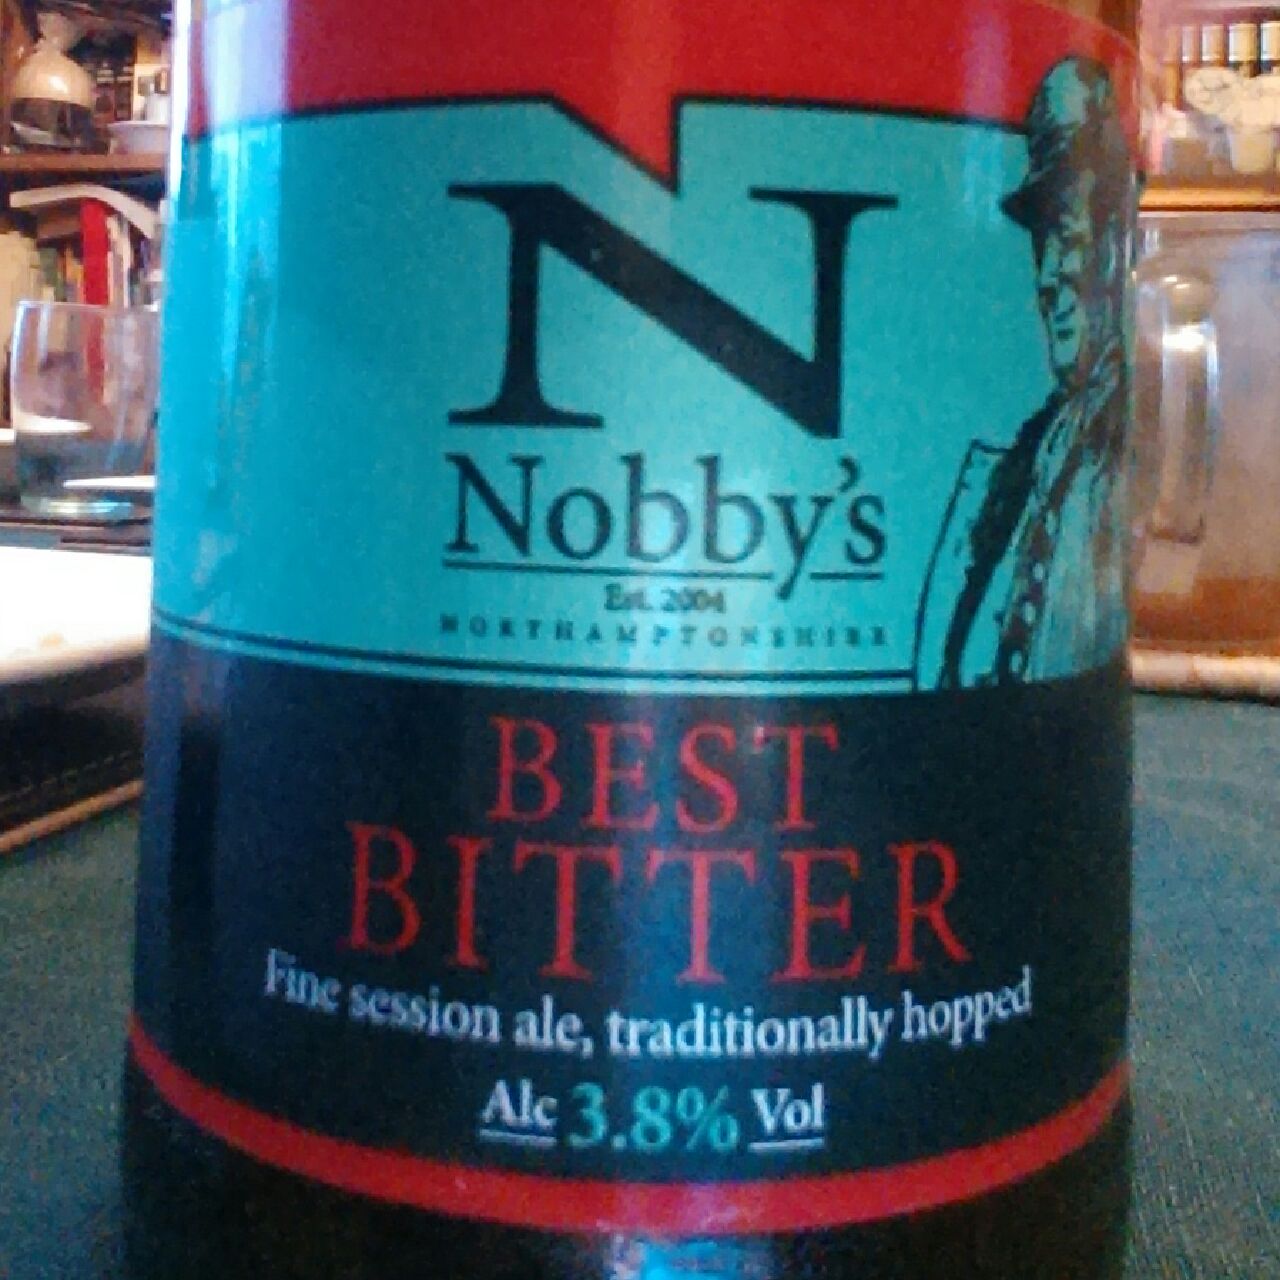 N
Nobby's
Est. 2004
NORTHAMPTONSHIRE
BEST
BITTER
Fine session ale, traditionally hopped
Alc 3.8% Vol